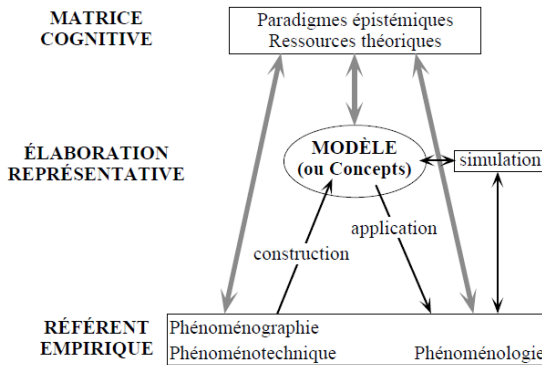 MATRICE
COGNITIVE
Paradigmes épistémiques
Ressources théoriques
ÉLABORATION
REPRÉSENTATIVE
MODÈLE
(ou Concepts)
simulation
construction
application
RÉFÉRENT
EMPIRIQUE
Phénoménographie
Phénoménotechnique
Phénoménologie